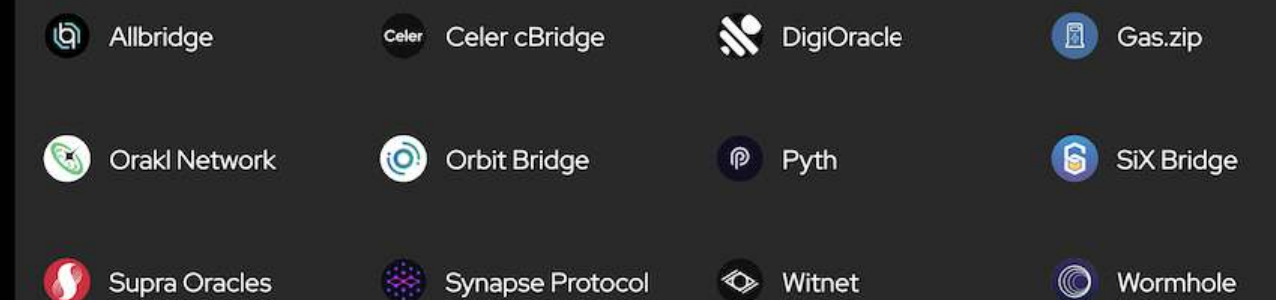 Allbridge
Celer
Celer cBridge
DigiOracle
Gas.zip
Orakl Network
Orbit Bridge
Pyth
SiX Bridge
Supra Oracles
Synapse Protocol
Witnet
Wormhole